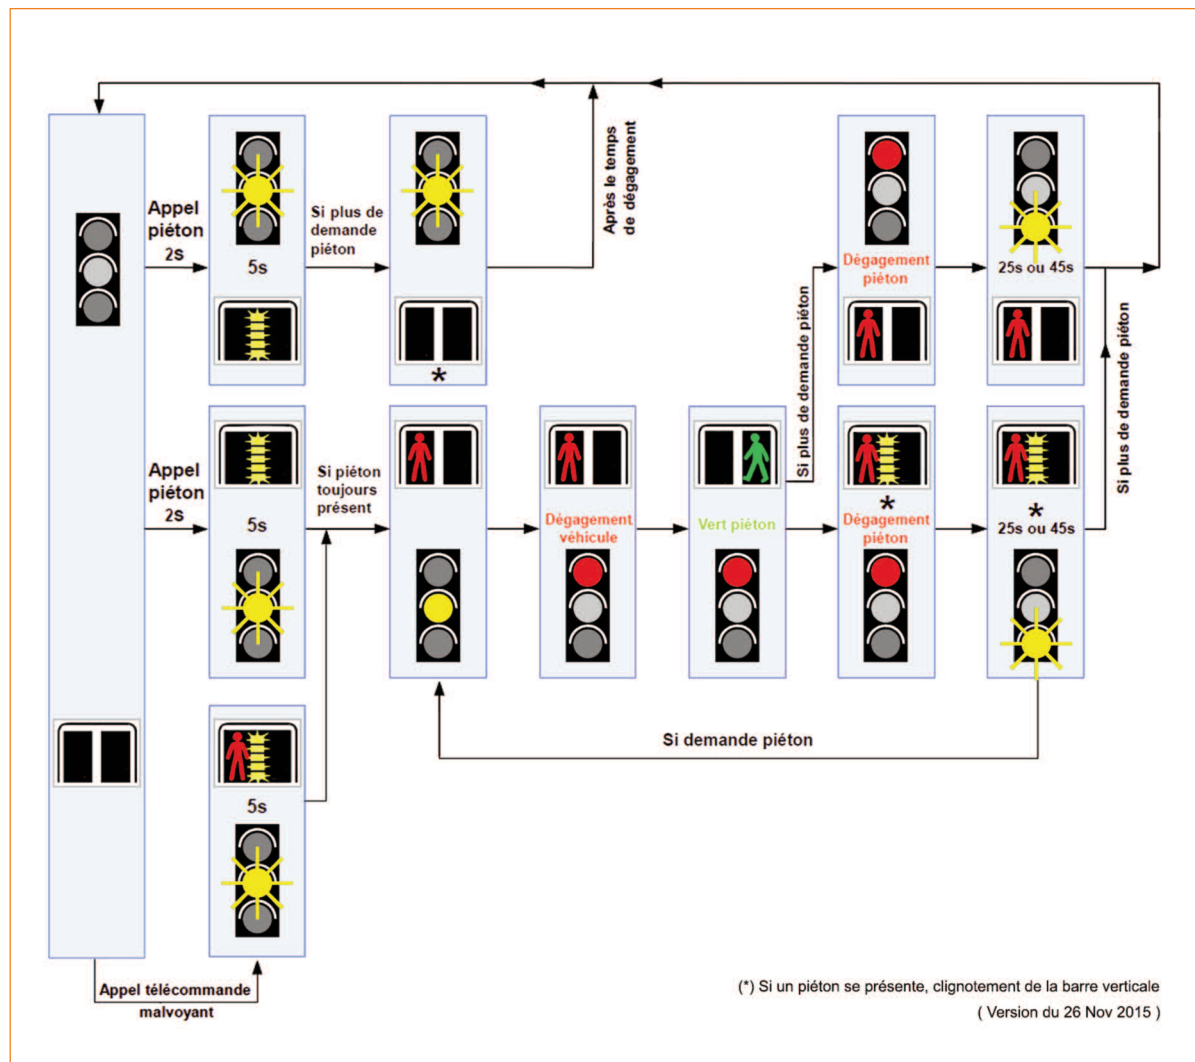 Après le temps
de dégagement
Appel
piéton
2s
Si plus de
demande
piéton
5s
*
Si plus de demande piéton
Dégagement
piéton
25s ou 45s
Si plus de demande piéton
Appel
piéton
2s
5s
Si piéton
toujours
présent
Dégagement
véhicule
Vert piéton
*
Dégagement
piéton
*
25s ou 45s
Si demande piéton
5s
Appel télécommande
malvoyant
(*) Si un piéton se présente, clignotement de la barre verticale
( Version du 26 Nov 2015 )